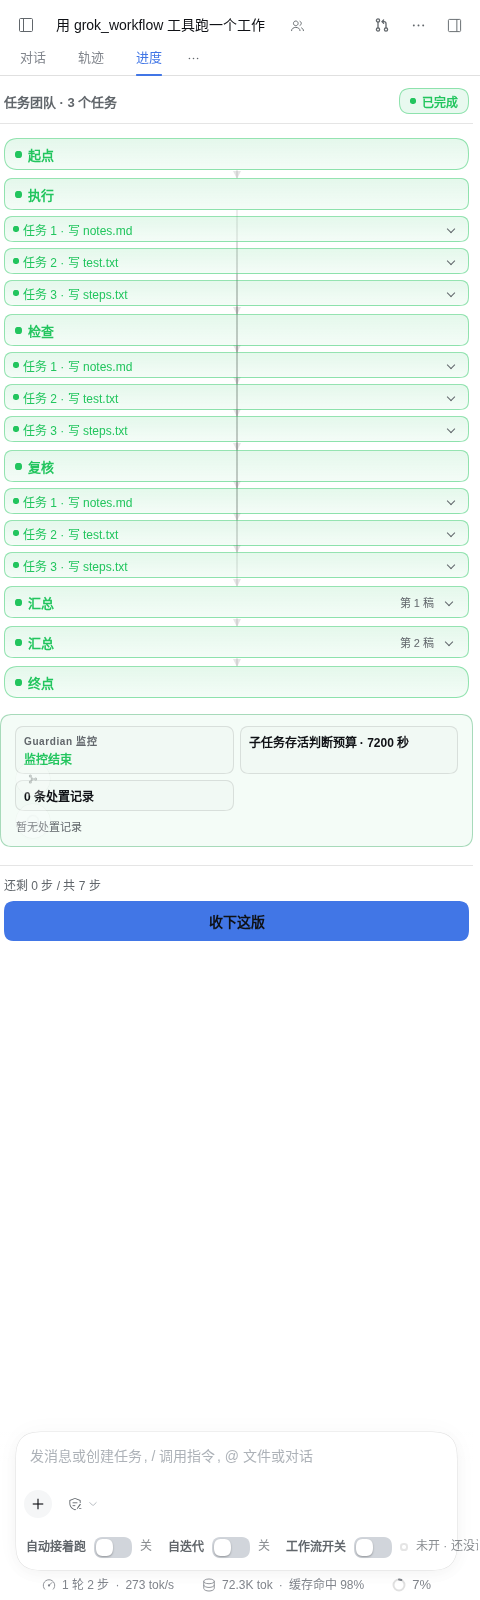 用 grok_workflow 工具跑一个工作
对话 轨迹 进度 ···
任务团队 · 3 个任务 已完成
起点
执行
任务 1 · 写 notes.md
任务 2 · 写 test.txt
任务 3 · 写 steps.txt
检查
任务 1 · 写 notes.md
任务 2 · 写 test.txt
任务 3 · 写 steps.txt
复核
任务 1 · 写 notes.md
任务 2 · 写 test.txt
任务 3 · 写 steps.txt
汇总 第 1 稿
汇总 第 2 稿
终点
Guardian 监控
监控结束
子任务存活判断预算 · 7200 秒
0 条处置记录
暂无处置记录
还剩 0 步 / 共 7 步
收下这版
发消息或创建任务, / 调用指令, @ 文件或对话
自动接着跑 关 自迭代 关 工作流开关 未开 · 还没
1 轮 2 步 · 273 tok/s 72.3K tok · 缓存命中 98% 7%